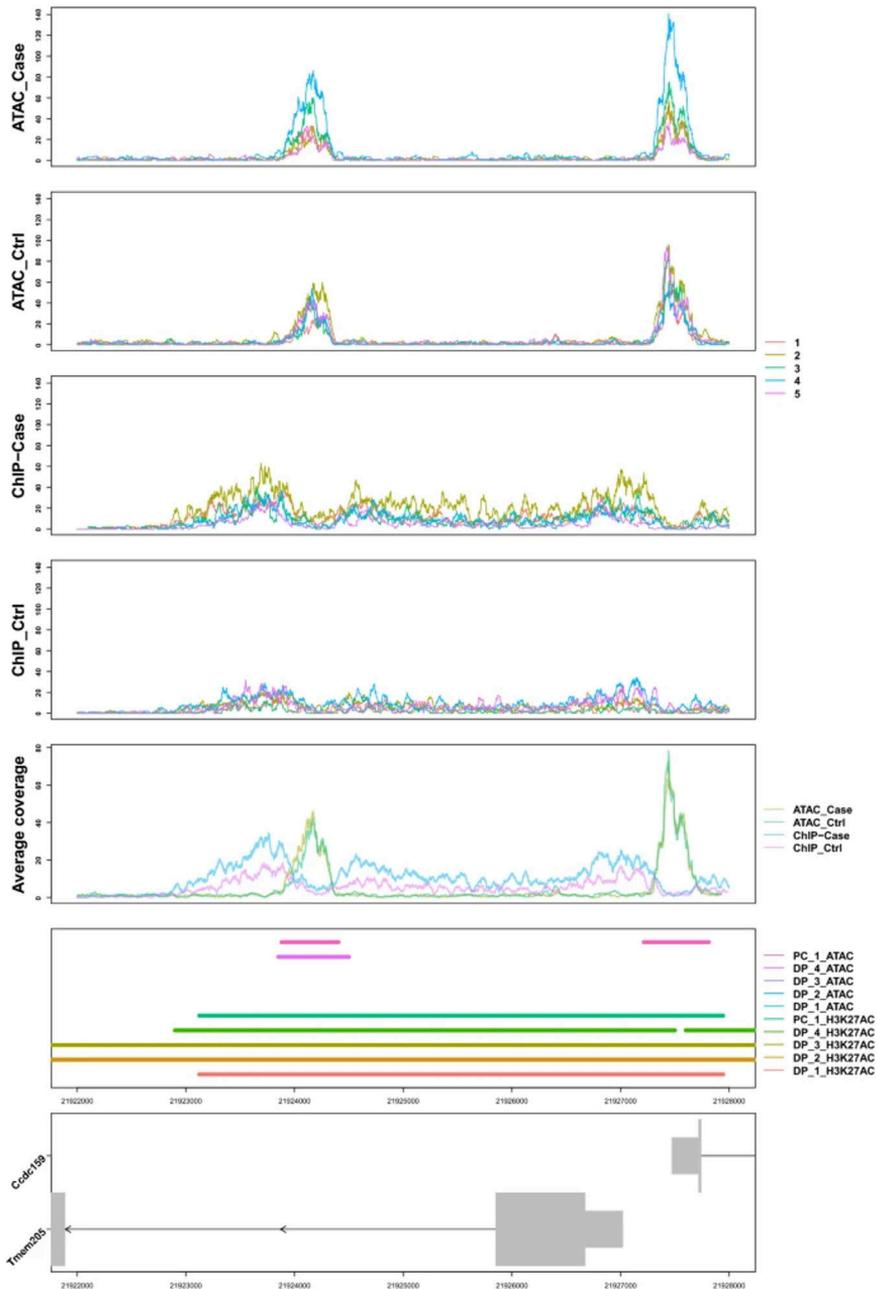 ATAC_Case
140
120
100
80
60
40
20
0
ATAC_Ctrl
140
120
100
80
60
40
20
0
1
2
3
4
5
ChIP−Case
140
120
100
80
60
40
20
0
ChIP_Ctrl
140
120
100
80
60
40
20
0
Average coverage
80
60
40
20
0
ATAC_Case
ATAC_Ctrl
ChIP−Case
ChIP_Ctrl
PC_1_ATAC
DP_4_ATAC
DP_3_ATAC
DP_2_ATAC
DP_1_ATAC
PC_1_H3K27AC
DP_4_H3K27AC
DP_3_H3K27AC
DP_2_H3K27AC
DP_1_H3K27AC
21922000 21923000 21924000 21925000 21926000 21927000 21928000
Ccdc159
Tmem205
21922000 21923000 21924000 21925000 21926000 21927000 21928000